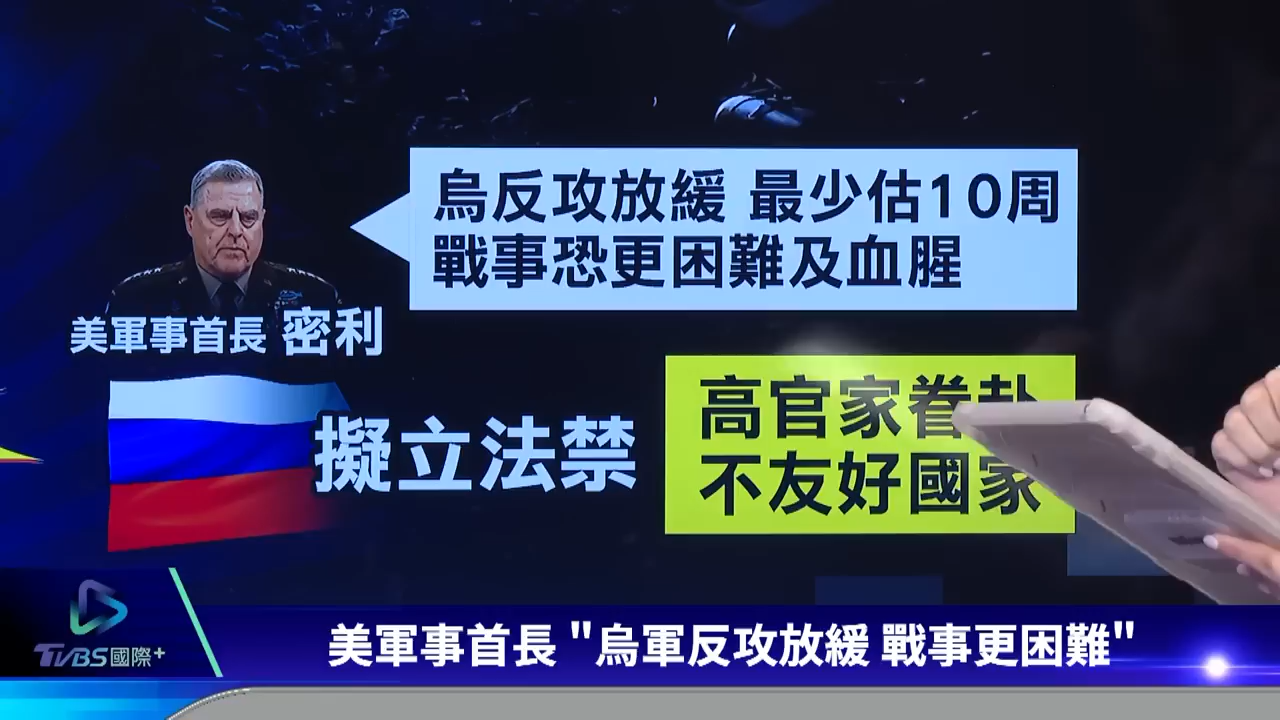 烏反攻放緩 最少估10周
戰事恐更困難及血腥
美軍事首長 密利
擬立法禁
高官家眷赴
不友好國家
TVBS國際+
美軍事首長 "烏軍反攻放緩 戰事更困難"